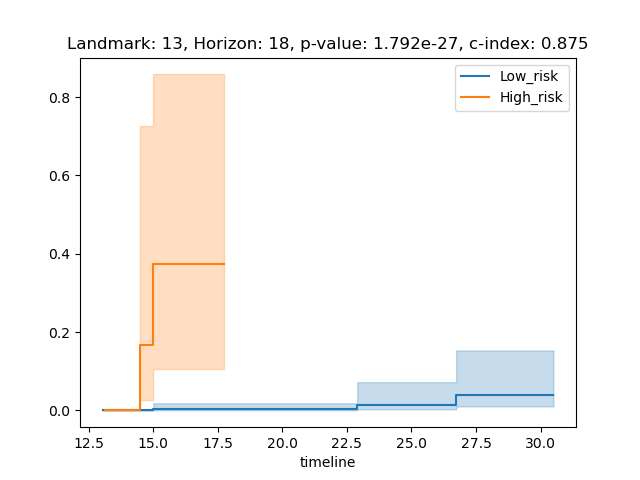 Landmark: 13, Horizon: 18, p-value: 1.792e-27, c-index: 0.875
Low_risk
High_risk
0.8
0.6
0.4
0.2
0.0
12.5 15.0 17.5 20.0 22.5 25.0 27.5 30.0
timeline